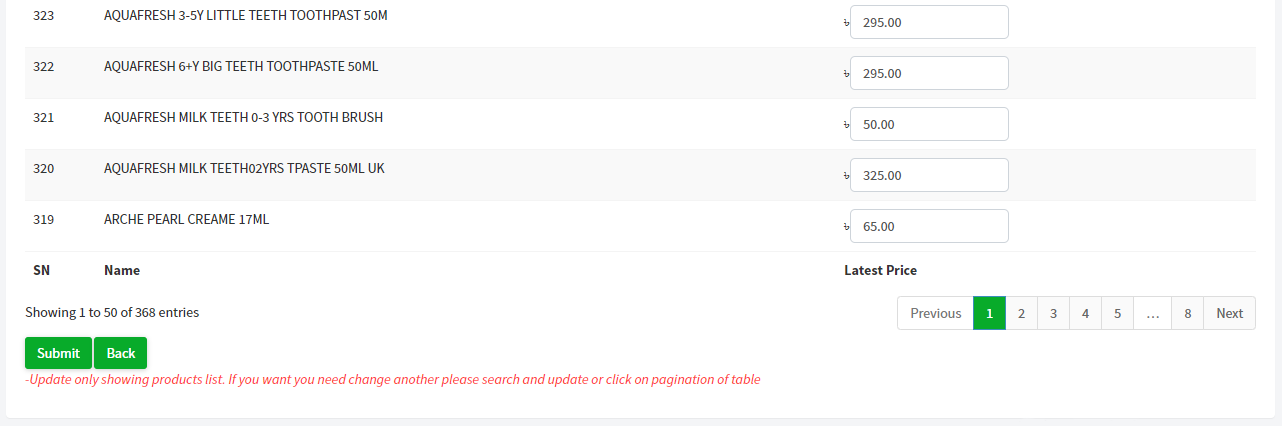 323 AQUAFRESH 3-5Y LITTLE TEETH TOOTHPAST 50M ৳ 295.00
322 AQUAFRESH 6+Y BIG TEETH TOOTHPASTE 50ML ৳ 295.00
321 AQUAFRESH MILK TEETH 0-3 YRS TOOTH BRUSH ৳ 50.00
320 AQUAFRESH MILK TEETH02YRS TPASTE 50ML UK ৳ 325.00
319 ARCHE PEARL CREAME 17ML ৳ 65.00
SN Name Latest Price
Showing 1 to 50 of 368 entries Previous 1 2 3 4 5 … 8 Next
Submit Back
-Update only showing products list. If you want you need change another please search and update or click on pagination of table